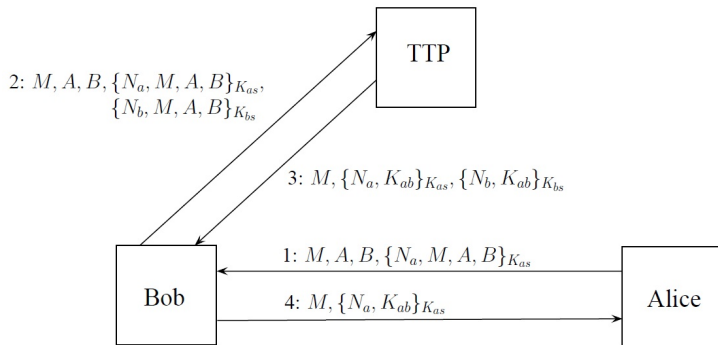 TTP
2: M, A, B, {N_a, M, A, B}_{K_{as}},
{N_b, M, A, B}_{K_{bs}}
3: M, {N_a, K_{ab}}_{K_{as}}, {N_b, K_{ab}}_{K_{bs}}
1: M, A, B, {N_a, M, A, B}_{K_{as}}
Bob
Alice
4: M, {N_a, K_{ab}}_{K_{as}}